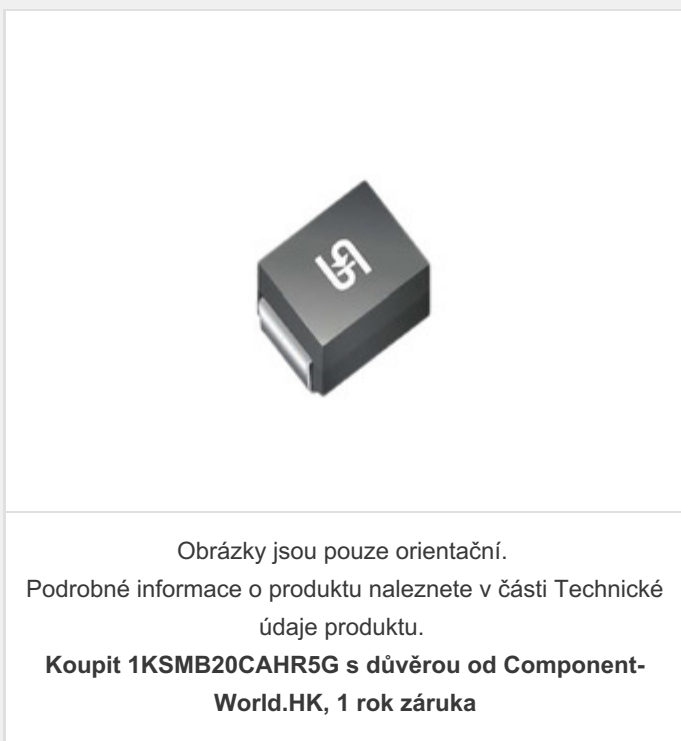 Obrázky jsou pouze orientační.
Podrobné informace o produktu naleznete v části Technické
údaje produktu.
Koupit 1KSMB20CAHR5G s důvěrou od Component-
World.HK, 1 rok záruka